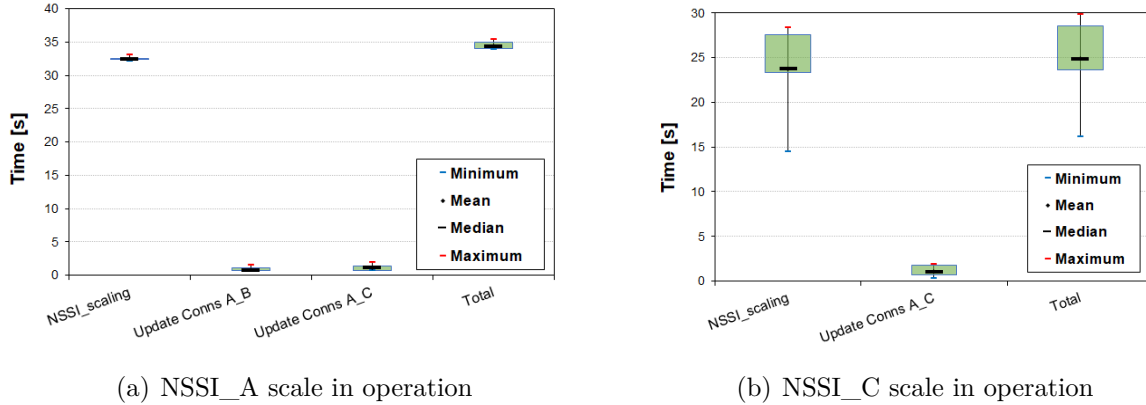 40
35
30
25
20
15
10
5
0
Time [s]
Minimum
Mean
Median
Maximum
NSSI_scaling
Update Conns A_B
Update Conns A_C
Total
(a) NSSI_A scale in operation
30
25
20
15
10
5
0
Time [s]
Minimum
Mean
Median
Maximum
NSSI_scaling
Update Conns A_C
Total
(b) NSSI_C scale in operation